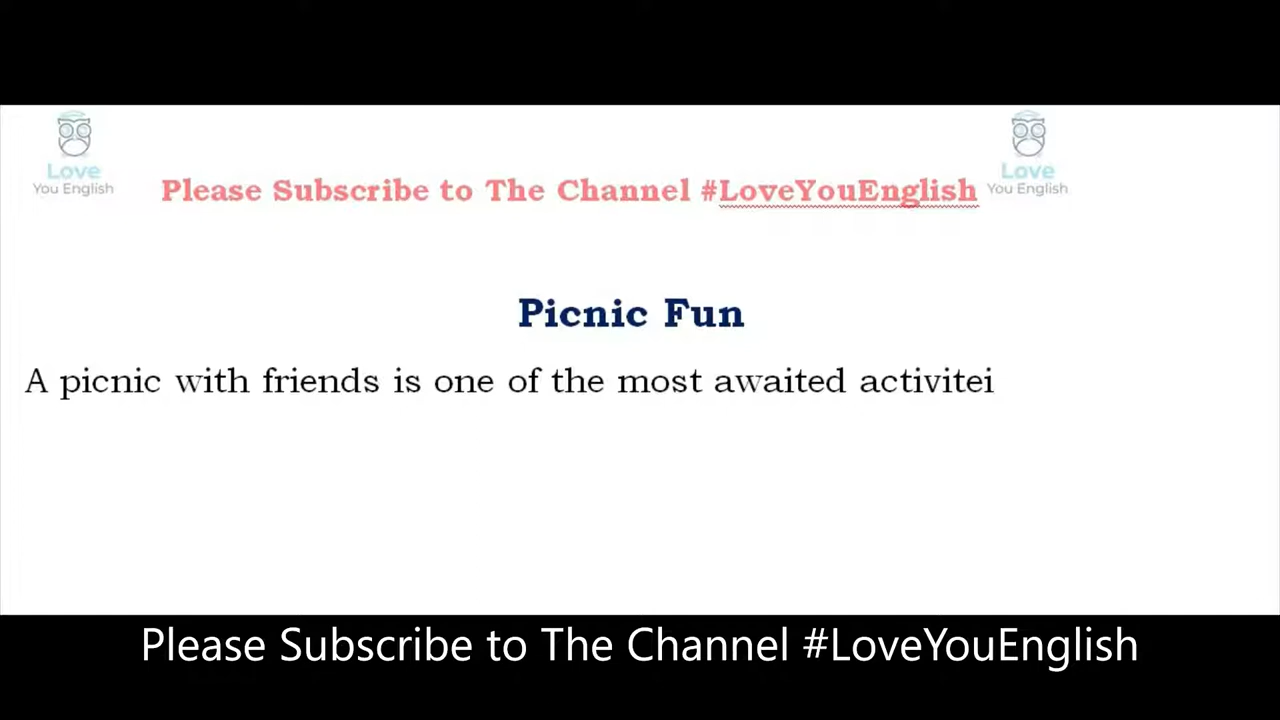 Love
You English
Please Subscribe to The Channel #LoveYouEnglish
Love
You English
Picnic Fun
A picnic with friends is one of the most awaited activitei
Please Subscribe to The Channel #LoveYouEnglish